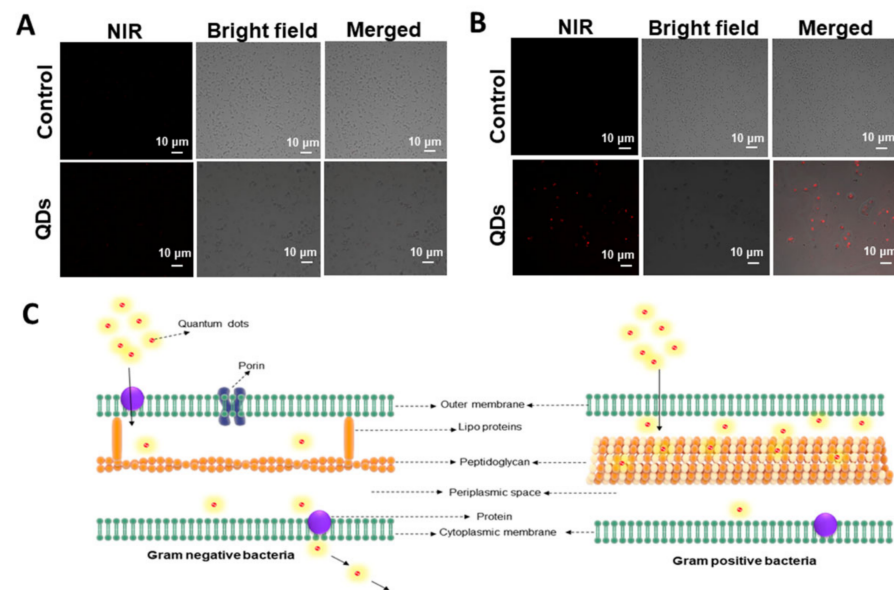 A
NIR
Bright field
Merged
Control
10 μm
10 μm
10 μm
QDs
10 μm
10 μm
10 μm
B
NIR
Bright field
Merged
Control
10 μm
10 μm
10 μm
QDs
10 μm
10 μm
10 μm
C
Quantum dots
Porin
Outer membrane
Lipo proteins
Peptidoglycan
Periplasmic space
Protein
Cytoplasmic membrane
Gram negative bacteria
Gram positive bacteria